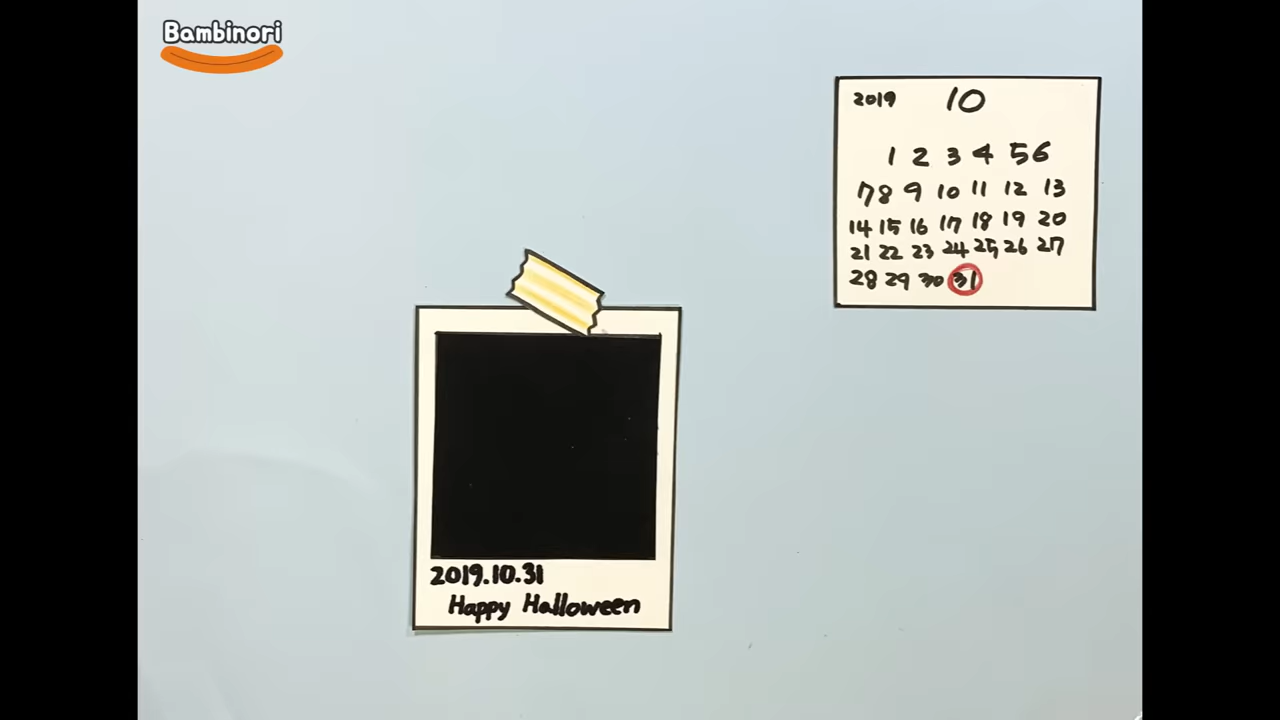 Bambinori
2019 10
1 2 3 4 5 6
7 8 9 10 11 12 13
14 15 16 17 18 19 20
21 22 23 24 25 26 27
28 29 30 31
2019.10.31
Happy Halloween